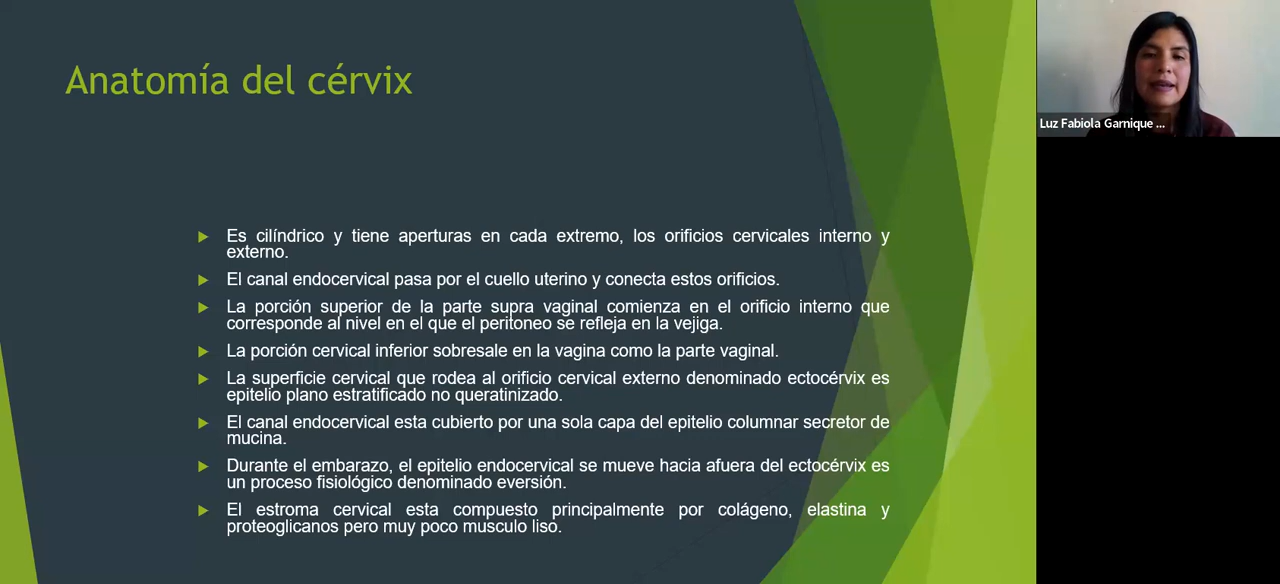 Anatomía del cérvix
Luz Fabiola Garnique ...
Es cilíndrico y tiene aperturas en cada extremo, los orificios cervicales interno y
externo.
El canal endocervical pasa por el cuello uterino y conecta estos orificios.
La porción superior de la parte supra vaginal comienza en el orificio interno que
corresponde al nivel en el que el peritoneo se refleja en la vejiga.
La porción cervical inferior sobresale en la vagina como la parte vaginal.
La superficie cervical que rodea al orificio cervical externo denominado ectocérvix es
epitelio plano estratificado no queratinizado.
El canal endocervical esta cubierto por una sola capa del epitelio columnar secretor de
mucina.
Durante el embarazo, el epitelio endocervical se mueve hacia afuera del ectocérvix es
un proceso fisiológico denominado eversión.
El estroma cervical esta compuesto principalmente por colágeno, elastina y
proteoglicanos pero muy poco musculo liso.